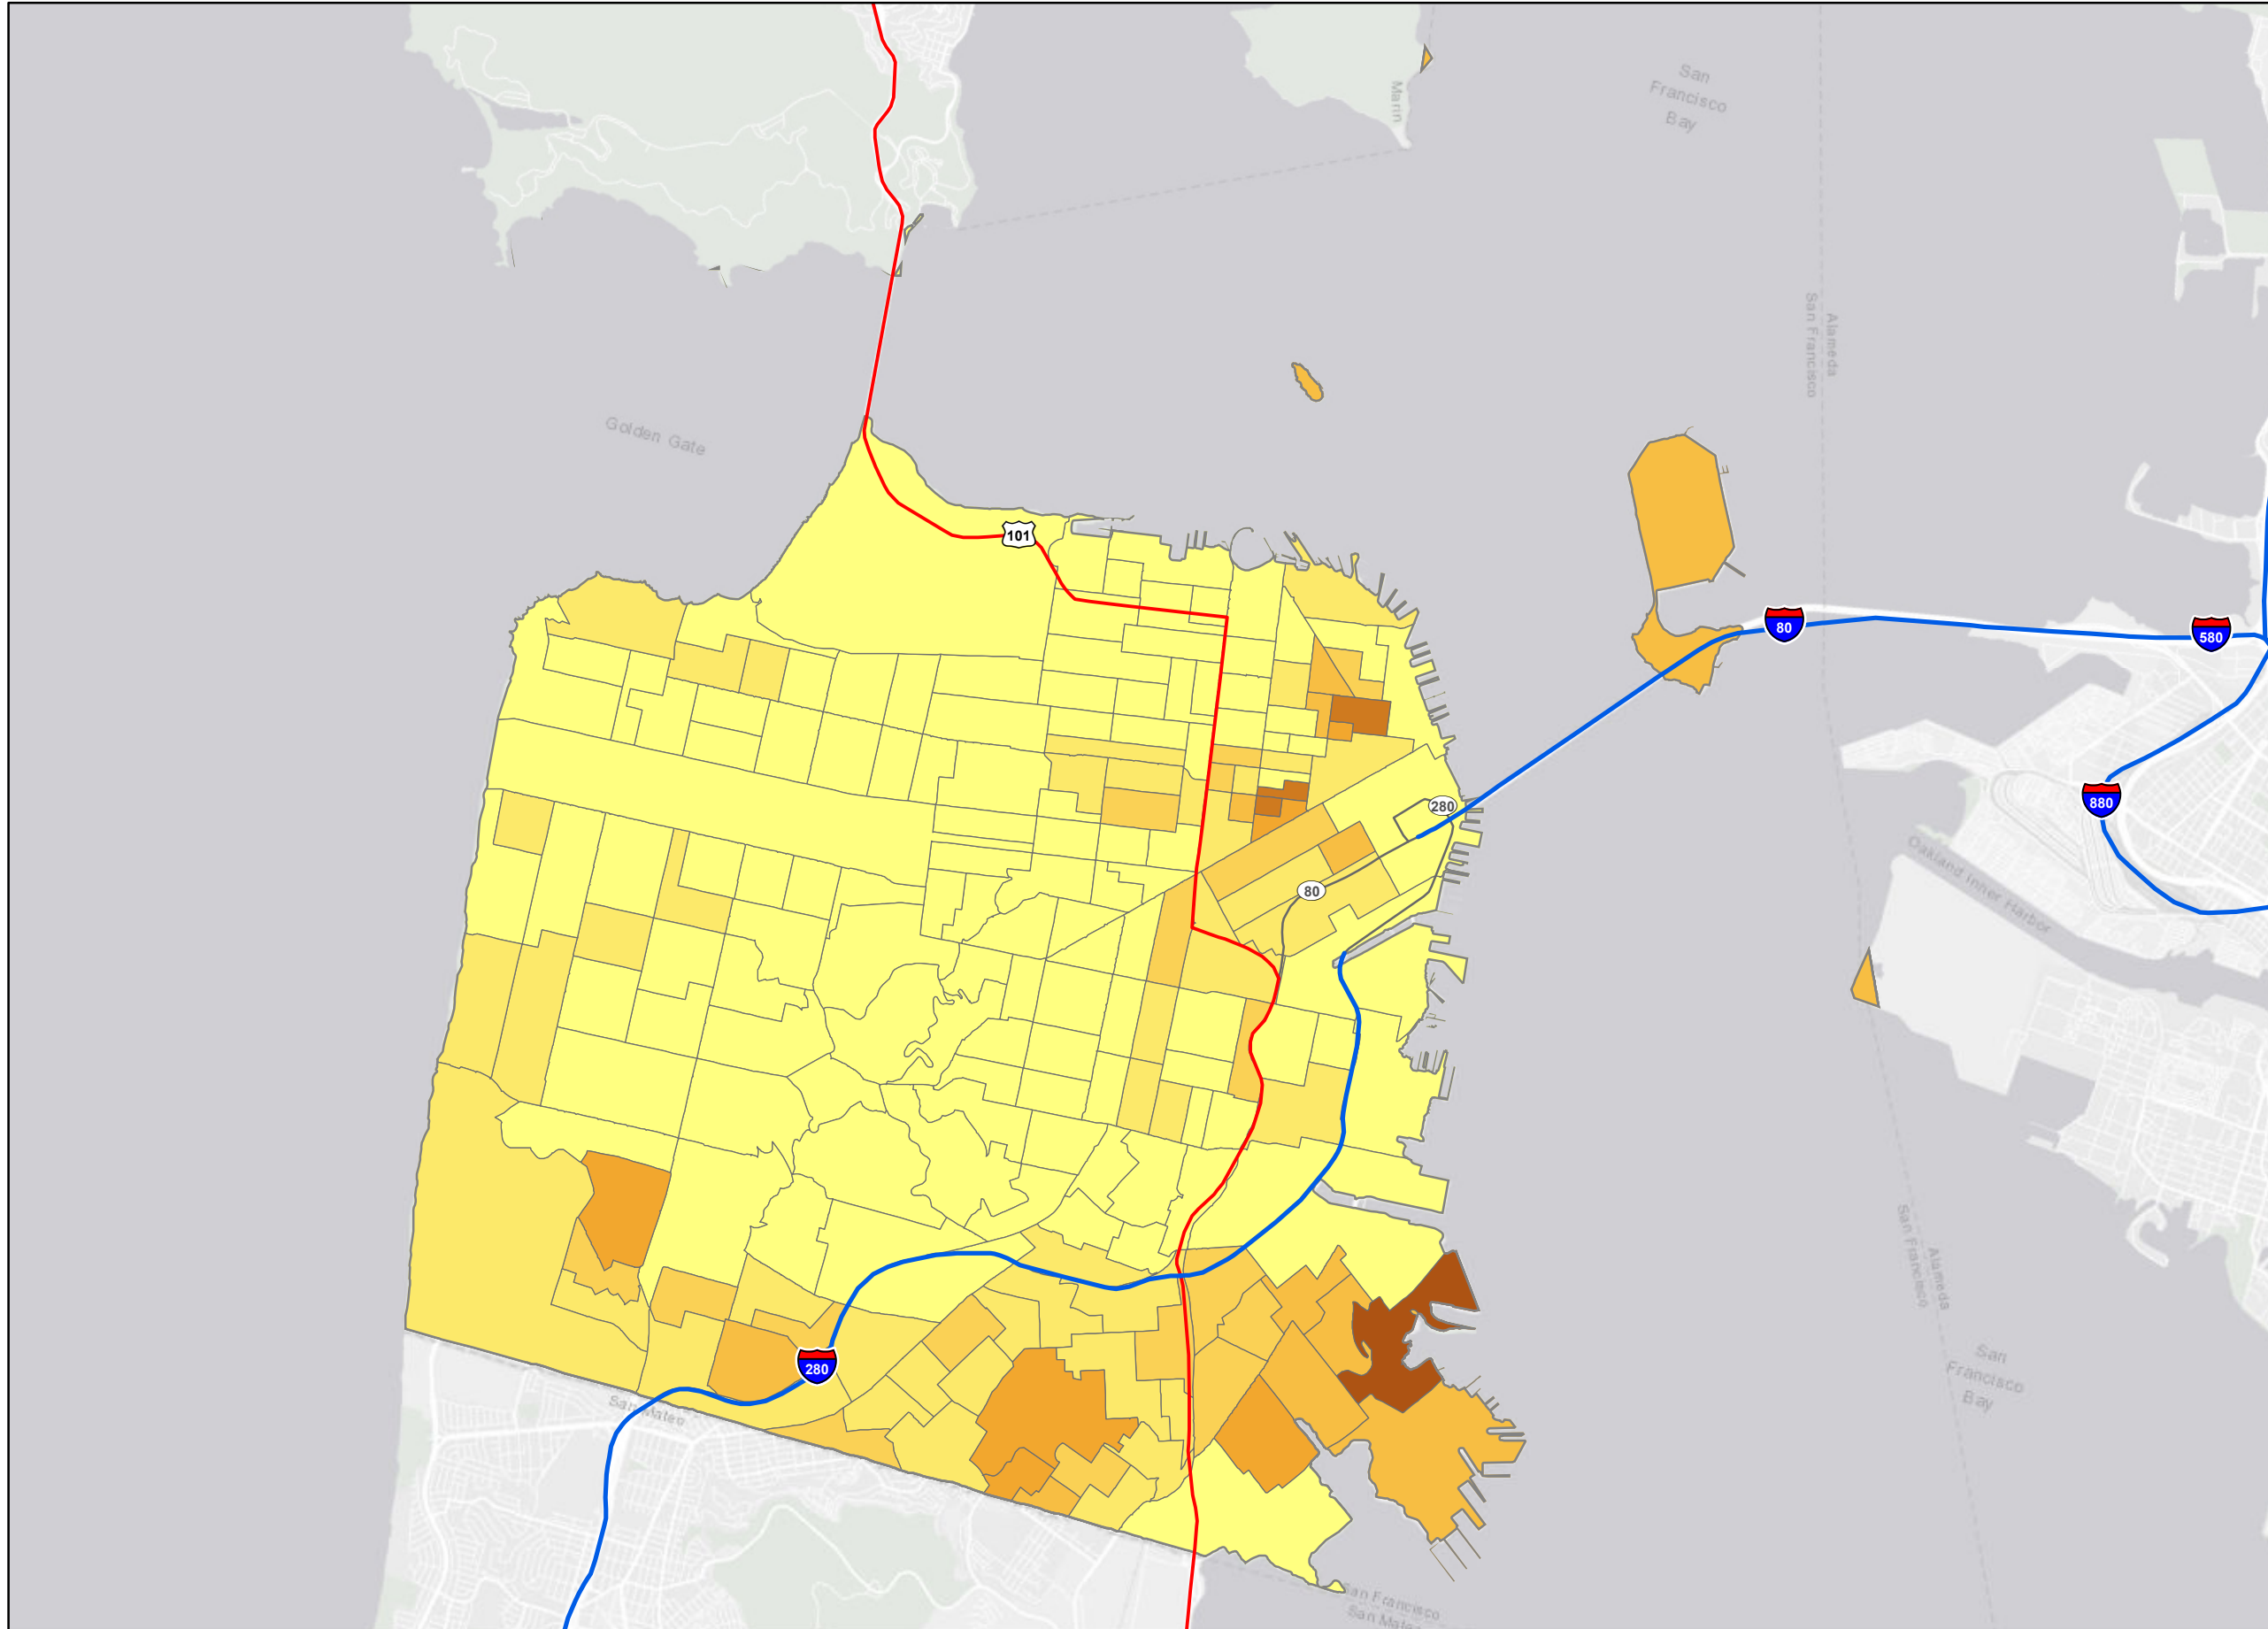 San
Francisco
Bay
Marin
Alameda
San Francisco
Golden Gate
101
80
580
280
880
80
Oakland Inner Harbor
San Francisco
Alameda
San
Francisco
Bay
280
San Mateo
San Francisco
San Mateo